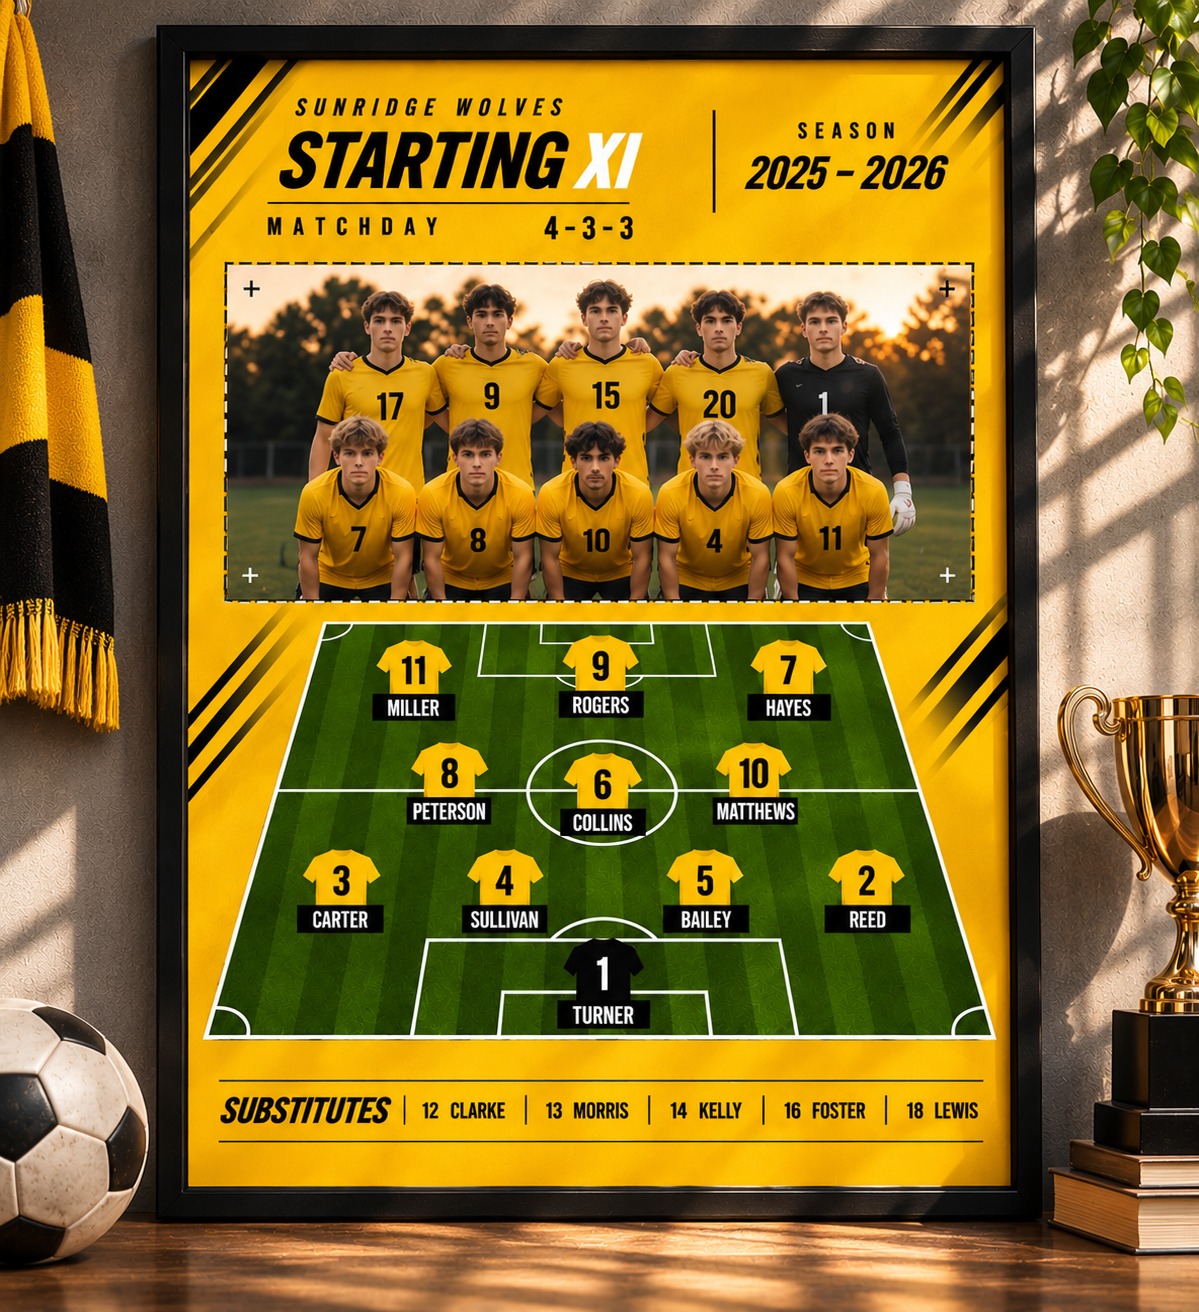 SUNRIDGE WOLVES
STARTING XI
MATCHDAY 4-3-3
SEASON
2025 – 2026
17 9 15 20 1
7 8 10 4 11
11 9 7
MILLER ROGERS HAYES
8 6 10
PETERSON COLLINS MATTHEWS
3 4 5 2
CARTER SULLIVAN BAILEY REED
1
TURNER
SUBSTITUTES | 12 CLARKE | 13 MORRIS | 14 KELLY | 16 FOSTER | 18 LEWIS